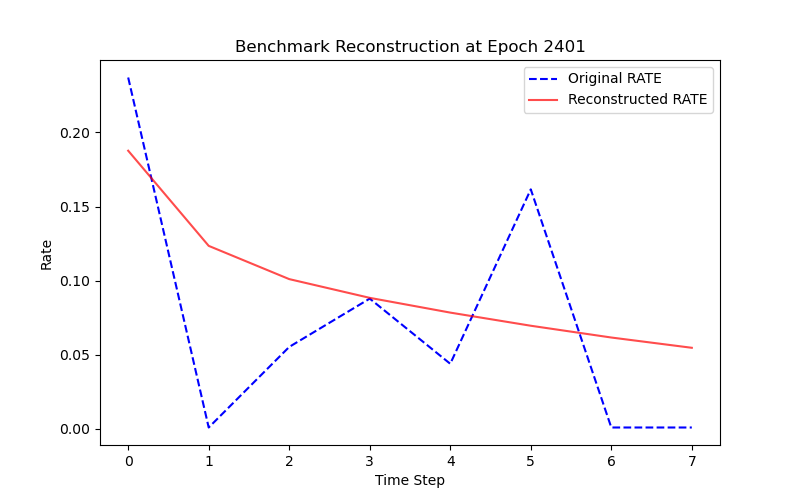 Benchmark Reconstruction at Epoch 2401
Original RATE
Reconstructed RATE
Rate
0.20
0.15
0.10
0.05
0.00
0 1 2 3 4 5 6 7
Time Step